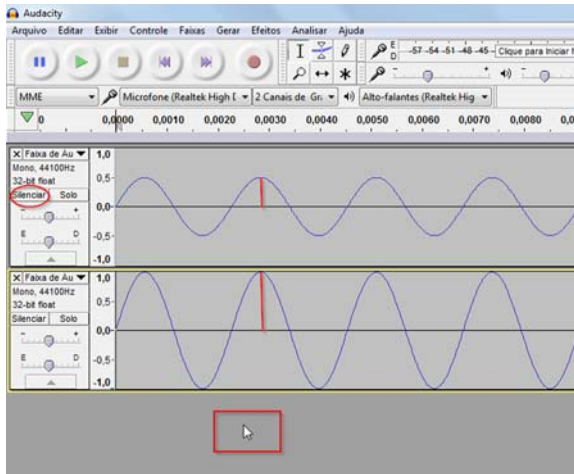 Audacity
Arquivo Editar Exibir Controle Faixas Gerar Efeitos Analisar Ajuda
E D -57 -54 -51 -48 -45 - Clique para Iniciar
MME Microfone (Realtek High 2 Canais de Alto-falantes (Realtek Hig
0 0,0000 0,0010 0,0020 0,0030 0,0040 0,0050 0,0060 0,0070 0,0080
X Faixa de Áu 1,0
Mono, 44100Hz
32-bit float 0,5
Silenciar Solo
- + 0,0
E D -0,5
-1,0
X Faixa de Áu 1,0
Mono, 44100Hz
32-bit float 0,5
Silenciar Solo
- + 0,0
E D -0,5
-1,0